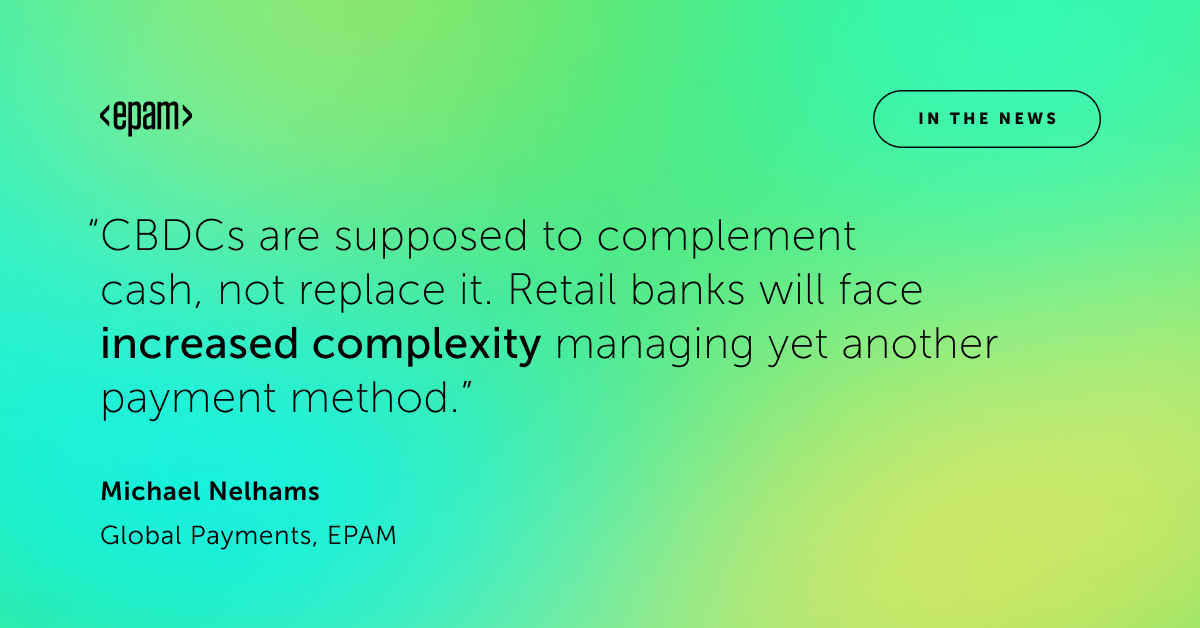 <epam>
IN THE NEWS
“CBDCs are supposed to complement
cash, not replace it. Retail banks will face
increased complexity managing yet another
payment method.”
Michael Nelhams
Global Payments, EPAM